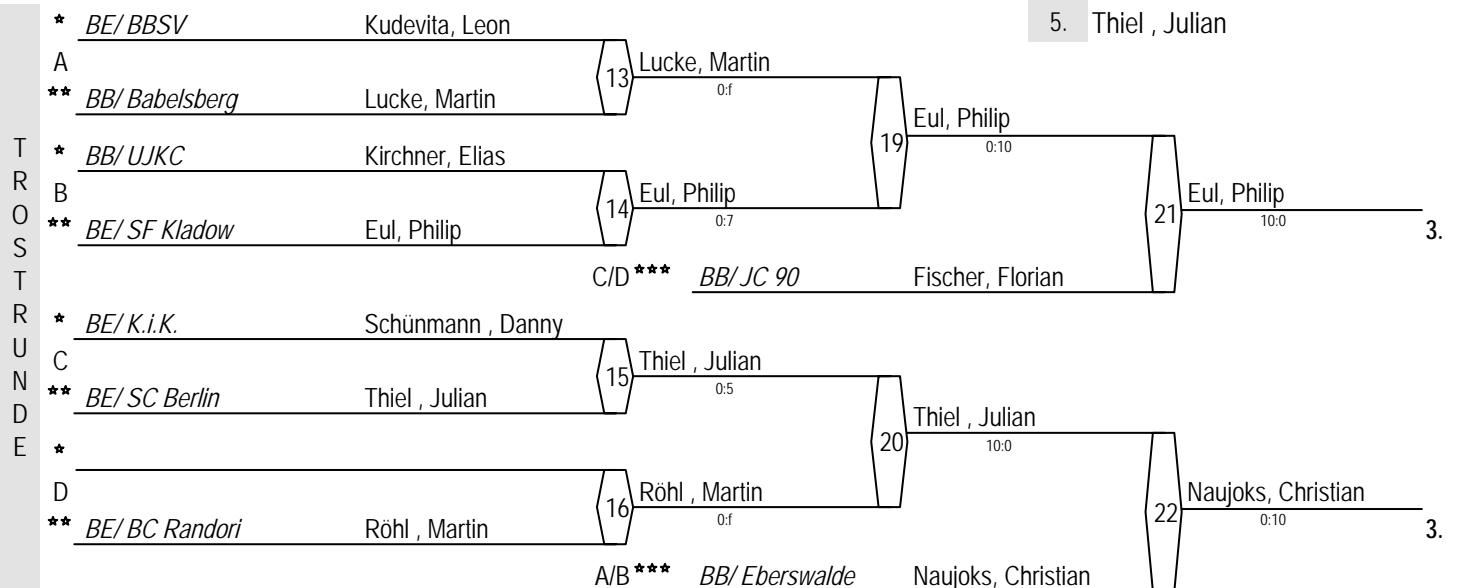 * BE/ BBSV Kudevita, Leon
5. Thiel , Julian
A
13 Lucke, Martin
0:f
** BB/ Babelsberg Lucke, Martin
Eul, Philip
19
0:10
* BB/ UJKC Kirchner, Elias
B
14 Eul, Philip
0:7
21 Eul, Philip
10:0
3.
** BE/ SF Kladow Eul, Philip
C/D *** BB/ JC 90 Fischer, Florian
TROSTRUNDE
* BE/ K.i.K. Schünmann , Danny
C
15 Thiel , Julian
0:5
** BE/ SC Berlin Thiel , Julian
Thiel , Julian
20
10:0
*
D
16 Röhl , Martin
0:f
22 Naujoks, Christian
0:10
3.
** BE/ BC Randori Röhl , Martin
A/B *** BB/ Eberswalde Naujoks, Christian